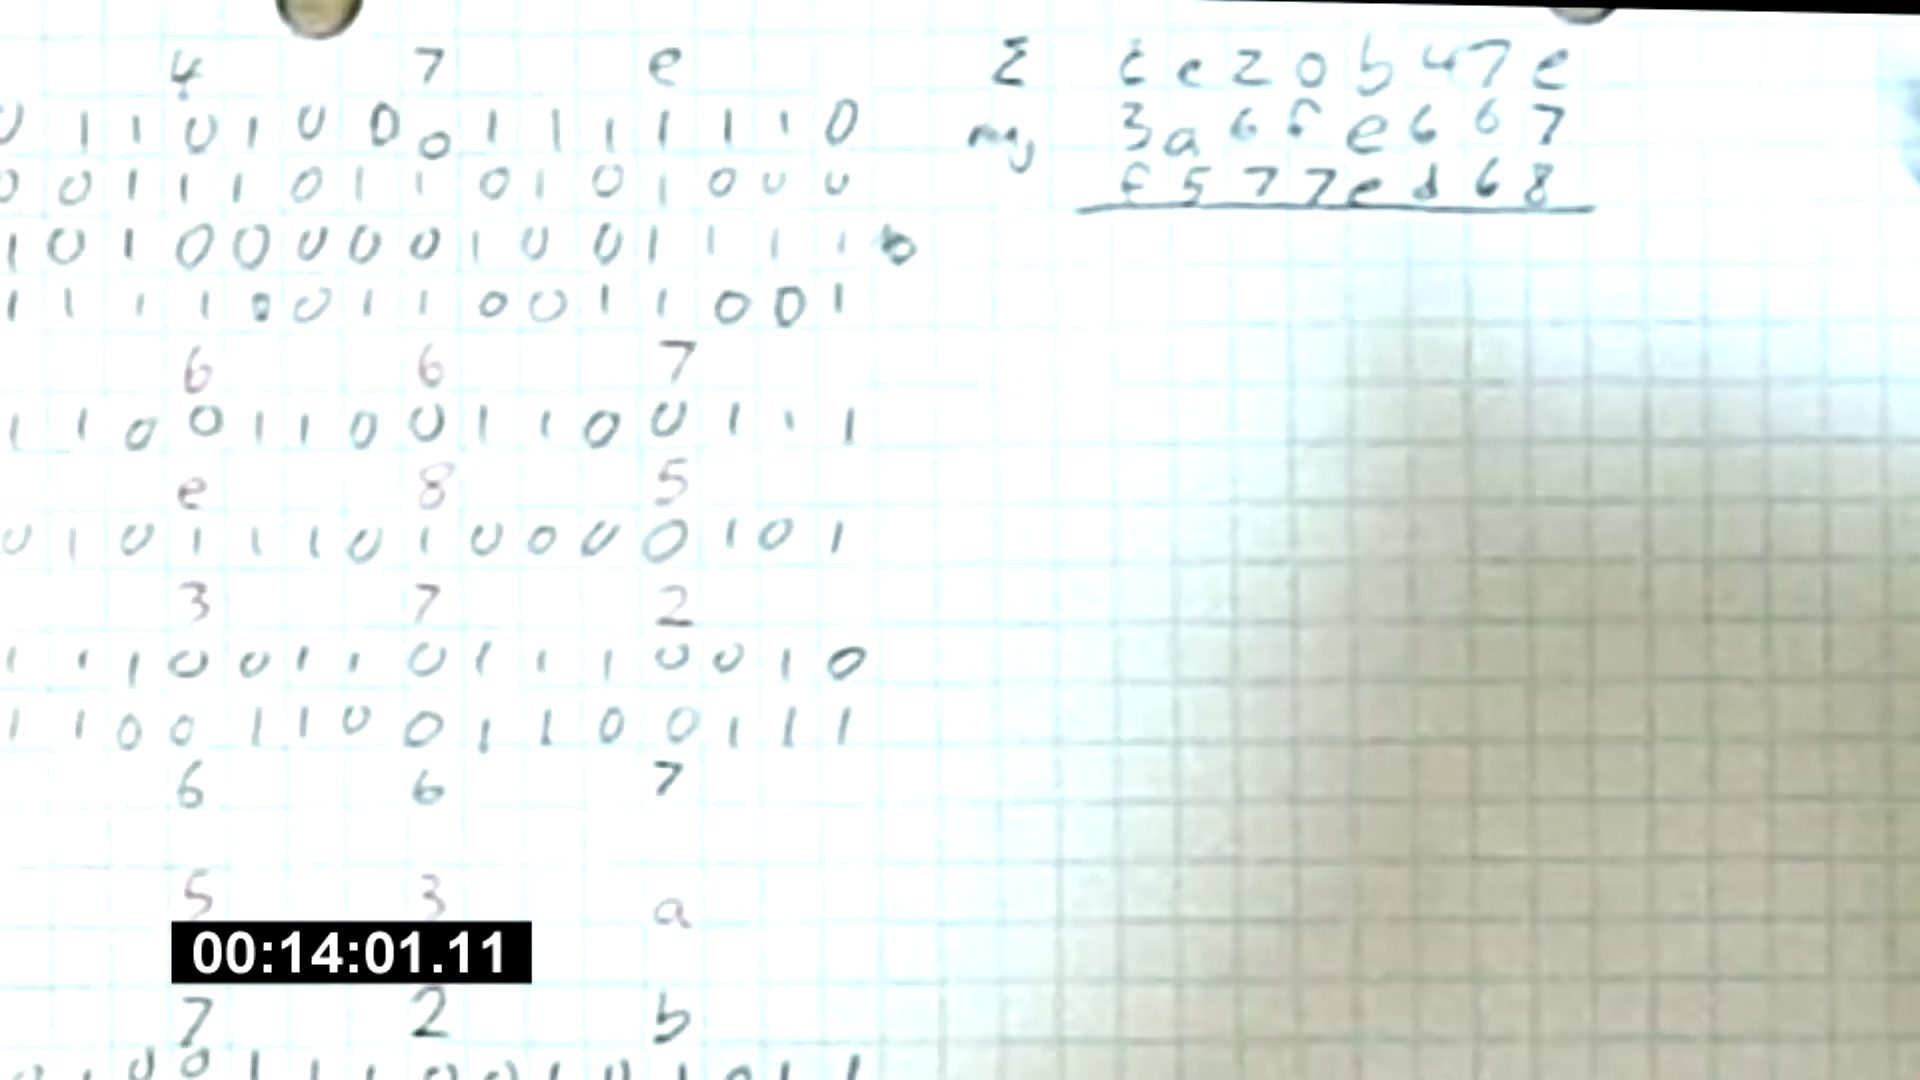 4 7 e
0 1 1 0 1 0 0 0 1 1 1 1 1 1 0
0 0 1 1 1 0 1 1 0 1 0 1 0 0 0
1 0 1 0 0 0 0 0 1 0 0 1 1 1 1
1 1 1 1 0 0 1 1 0 0 1 1 0 0 1
6 6 7
1 1 0 0 1 1 0 0 1 1 0 0 1 1 1
e 8 5
0 1 0 1 1 1 0 1 0 0 0 0 1 0 1
3 7 2
1 1 1 0 0 1 1 0 1 1 1 0 0 1 0
1 1 0 0 1 1 0 0 1 1 0 0 1 1 1
6 6 7
5 3 a
00:14:01.11
7 2 b
Σ c e 2 0 b 4 7 e
maj 3 a 6 f e 6 6 7
f 5 7 7 e d 6 8